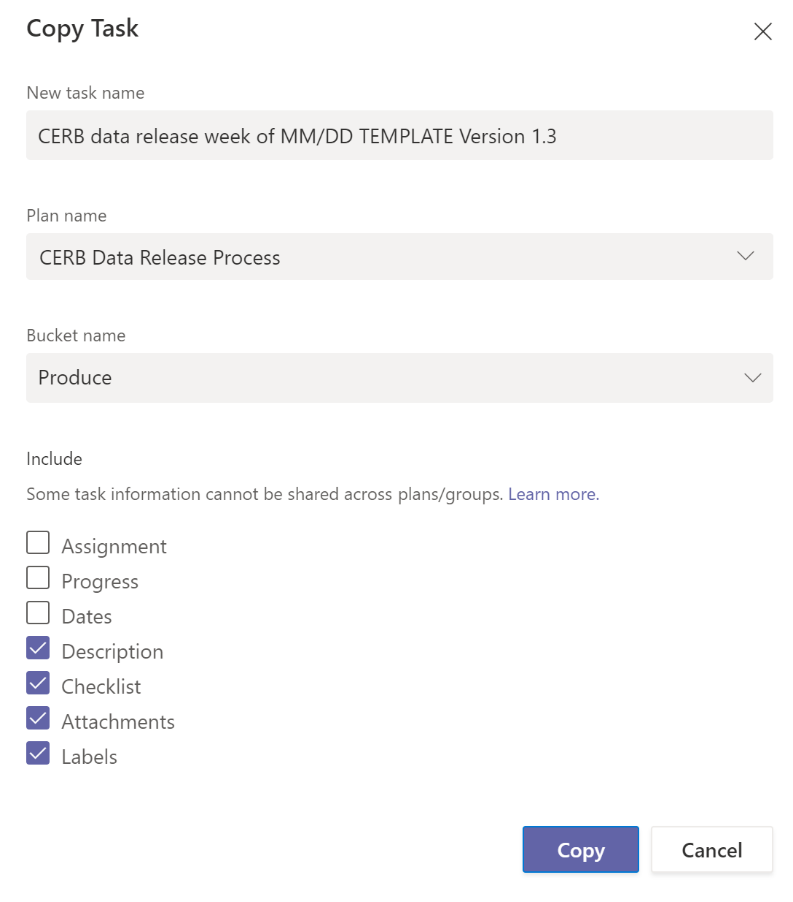 Copy Task
New task name
CERB data release week of MM/DD TEMPLATE Version 1.3
Plan name
CERB Data Release Process
Bucket name
Produce
Include
Some task information cannot be shared across plans/groups. Learn more.
Assignment
Progress
Dates
Description
Checklist
Attachments
Labels
Copy Cancel